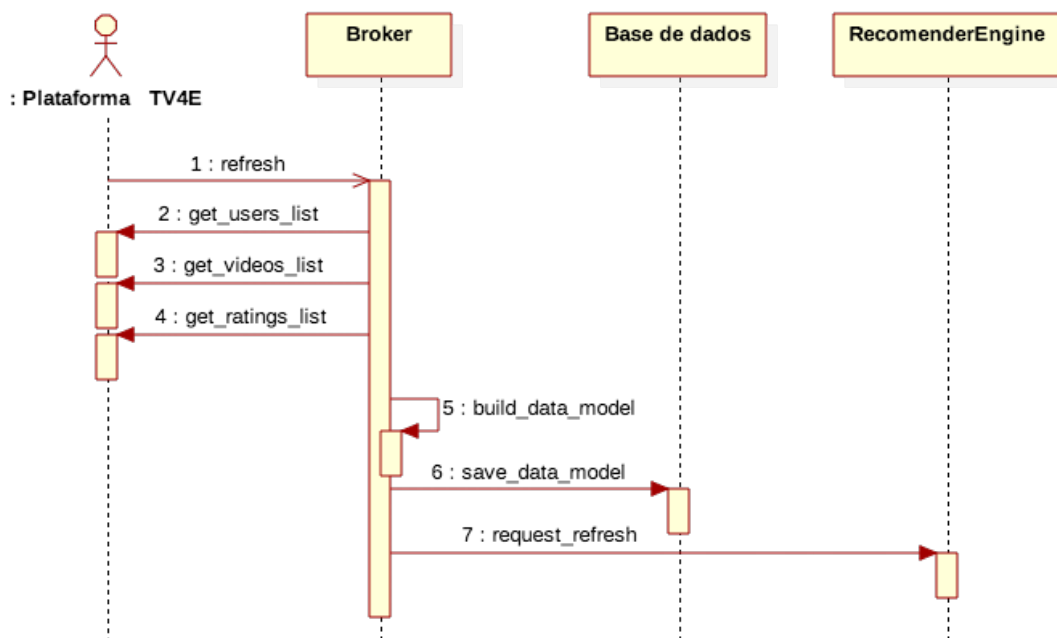 Broker
Base de dados
RecomenderEngine
: Plataforma TV4E
1 : refresh
2 : get_users_list
3 : get_videos_list
4 : get_ratings_list
5 : build_data_model
6 : save_data_model
7 : request_refresh